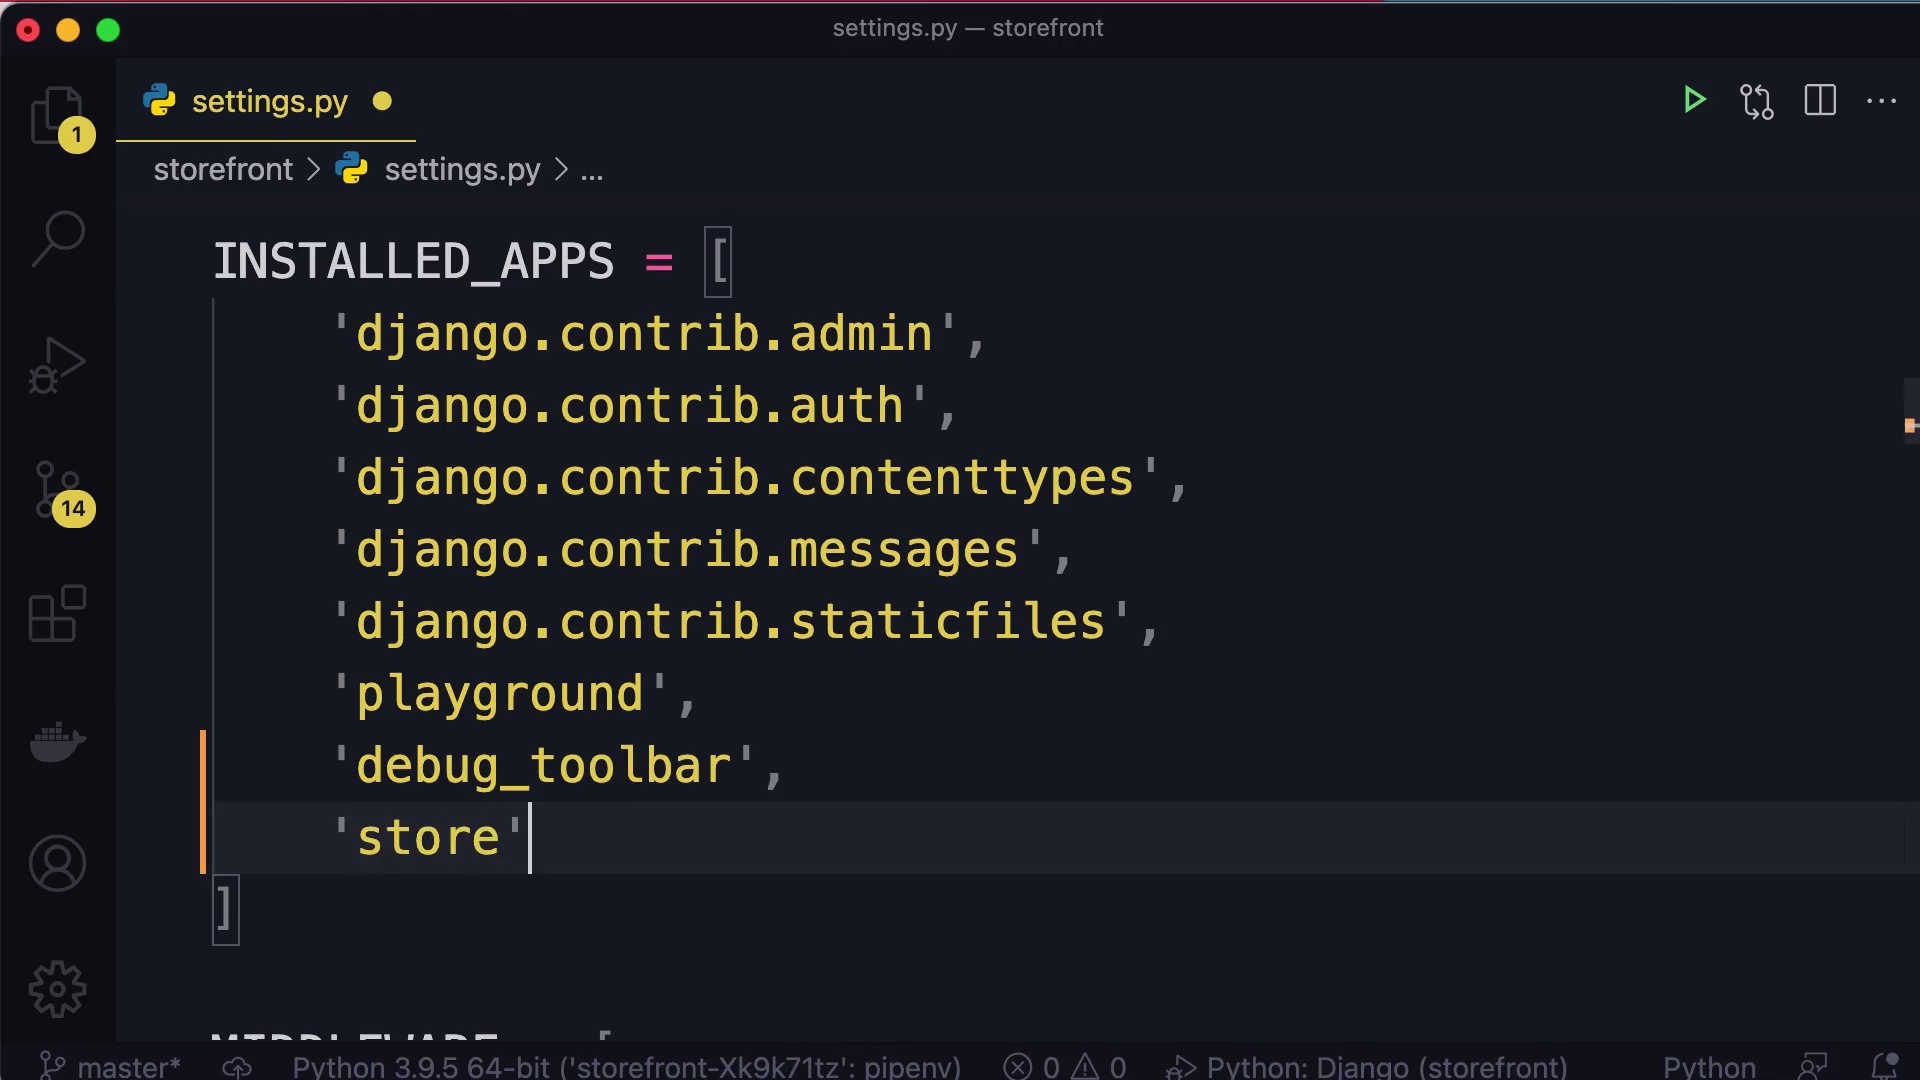 settings.py — storefront
settings.py
1
storefront > settings.py > ...
INSTALLED_APPS = [
'django.contrib.admin',
'django.contrib.auth',
'django.contrib.contenttypes',
14
'django.contrib.messages',
'django.contrib.staticfiles',
'playground',
'debug_toolbar',
'store'
]
MIDDLEWARE = [
master* Python 3.9.5 64-bit ('storefront-Xk9k71tz': pipenv) 0 0 Python: Django (storefront) Python